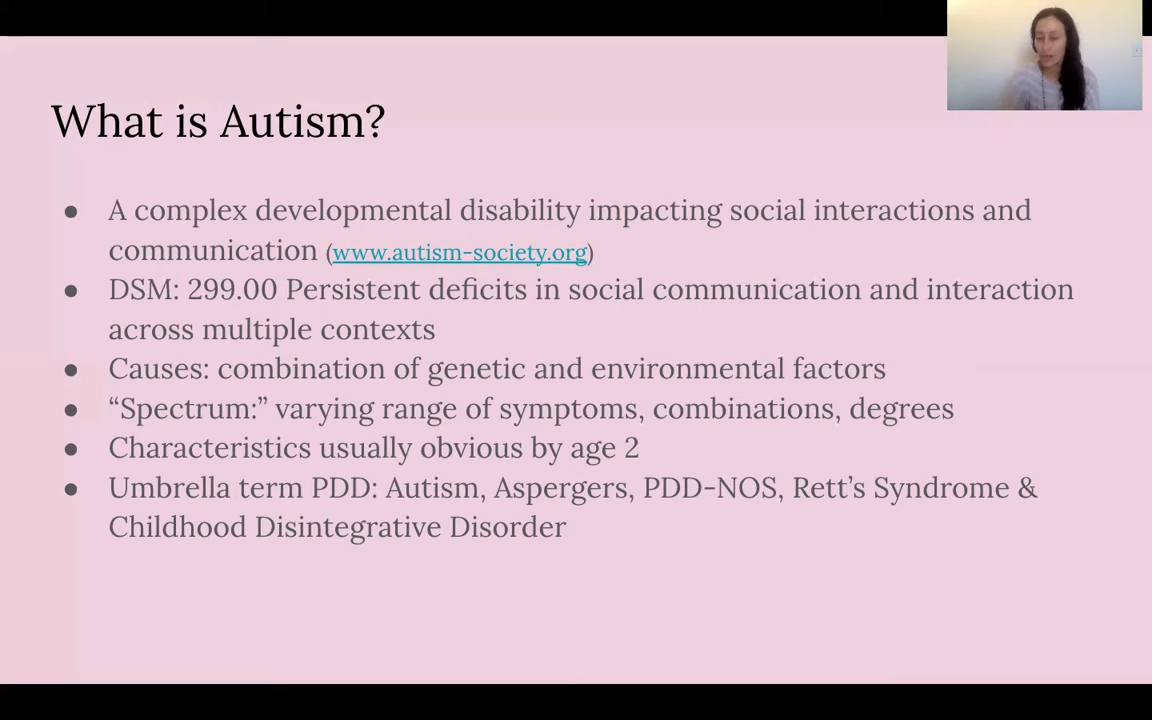 What is Autism?
● A complex developmental disability impacting social interactions and
communication (www.autism-society.org)
● DSM: 299.00 Persistent deficits in social communication and interaction
across multiple contexts
● Causes: combination of genetic and environmental factors
● “Spectrum:” varying range of symptoms, combinations, degrees
● Characteristics usually obvious by age 2
● Umbrella term PDD: Autism, Aspergers, PDD-NOS, Rett’s Syndrome &
Childhood Disintegrative Disorder